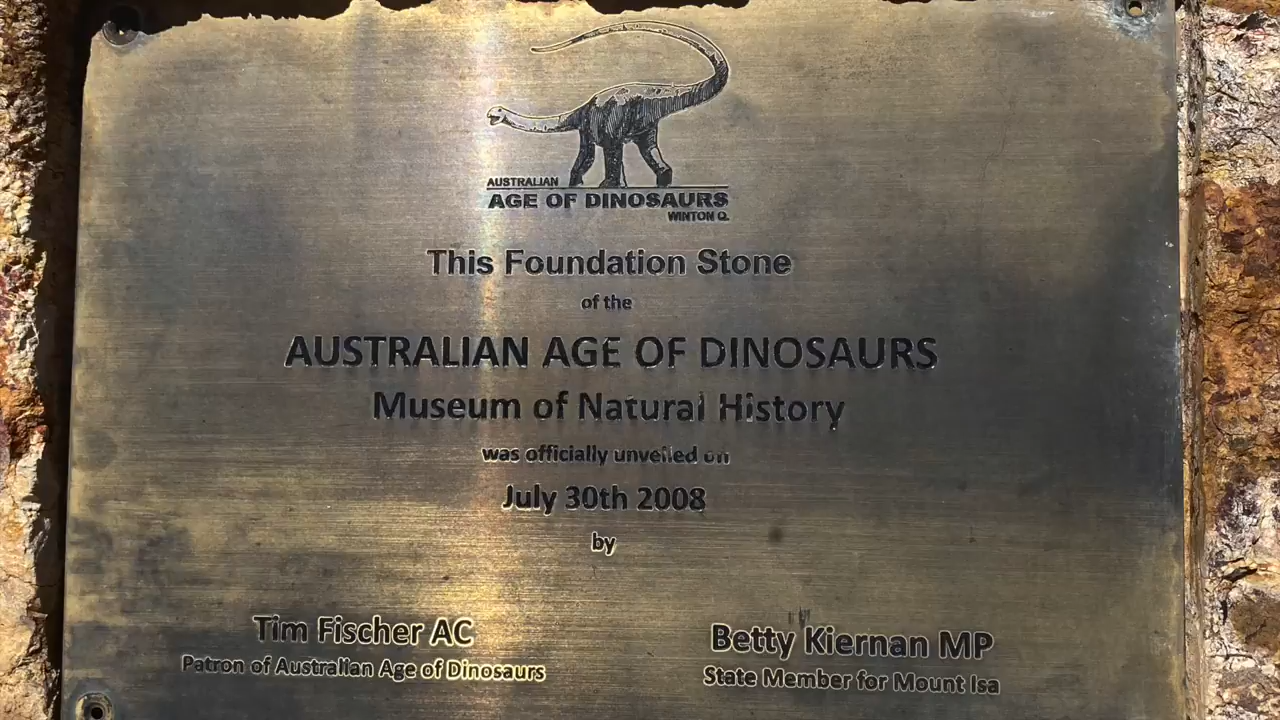 AUSTRALIAN
AGE OF DINOSAURS
WINTON Q.
This Foundation Stone
of the
AUSTRALIAN AGE OF DINOSAURS
Museum of Natural History
was officially unveiled on
July 30th 2008
by
Tim Fischer AC
Patron of Australian Age of Dinosaurs
Betty Kiernan MP
State Member for Mount Isa